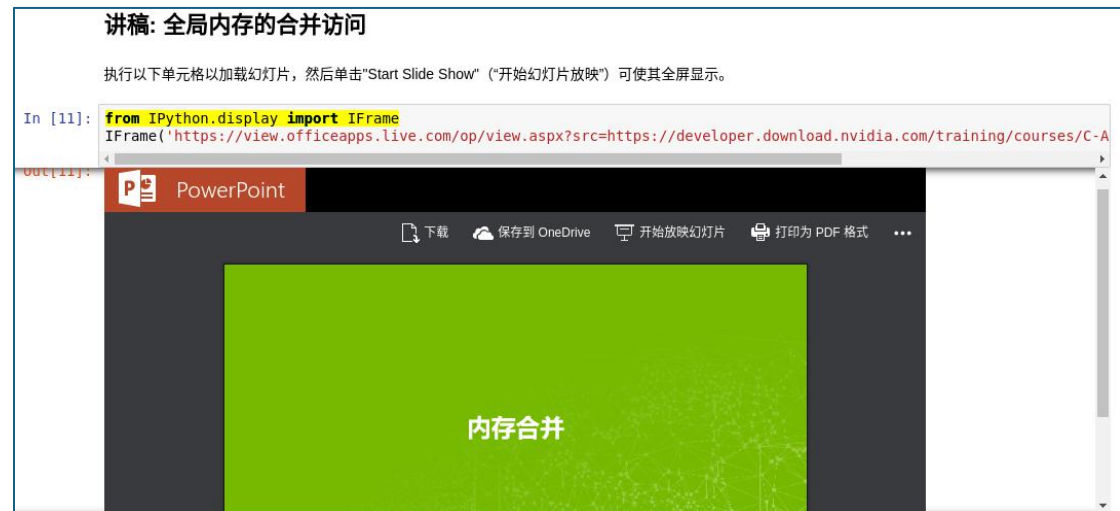 讲稿: 全局内存的合并访问
执行以下单元格以加载幻灯片，然后单击"Start Slide Show"（“开始幻灯片放映”）可使其全屏显示。
In [11]: from IPython.display import IFrame
IFrame('https://view.officeapps.live.com/op/view.aspx?src=https://developer.download.nvidia.com/training/courses/C-A
Out[11]:
PowerPoint
下载 保存到 OneDrive 开始放映幻灯片 打印为 PDF 格式 •••
内存合并